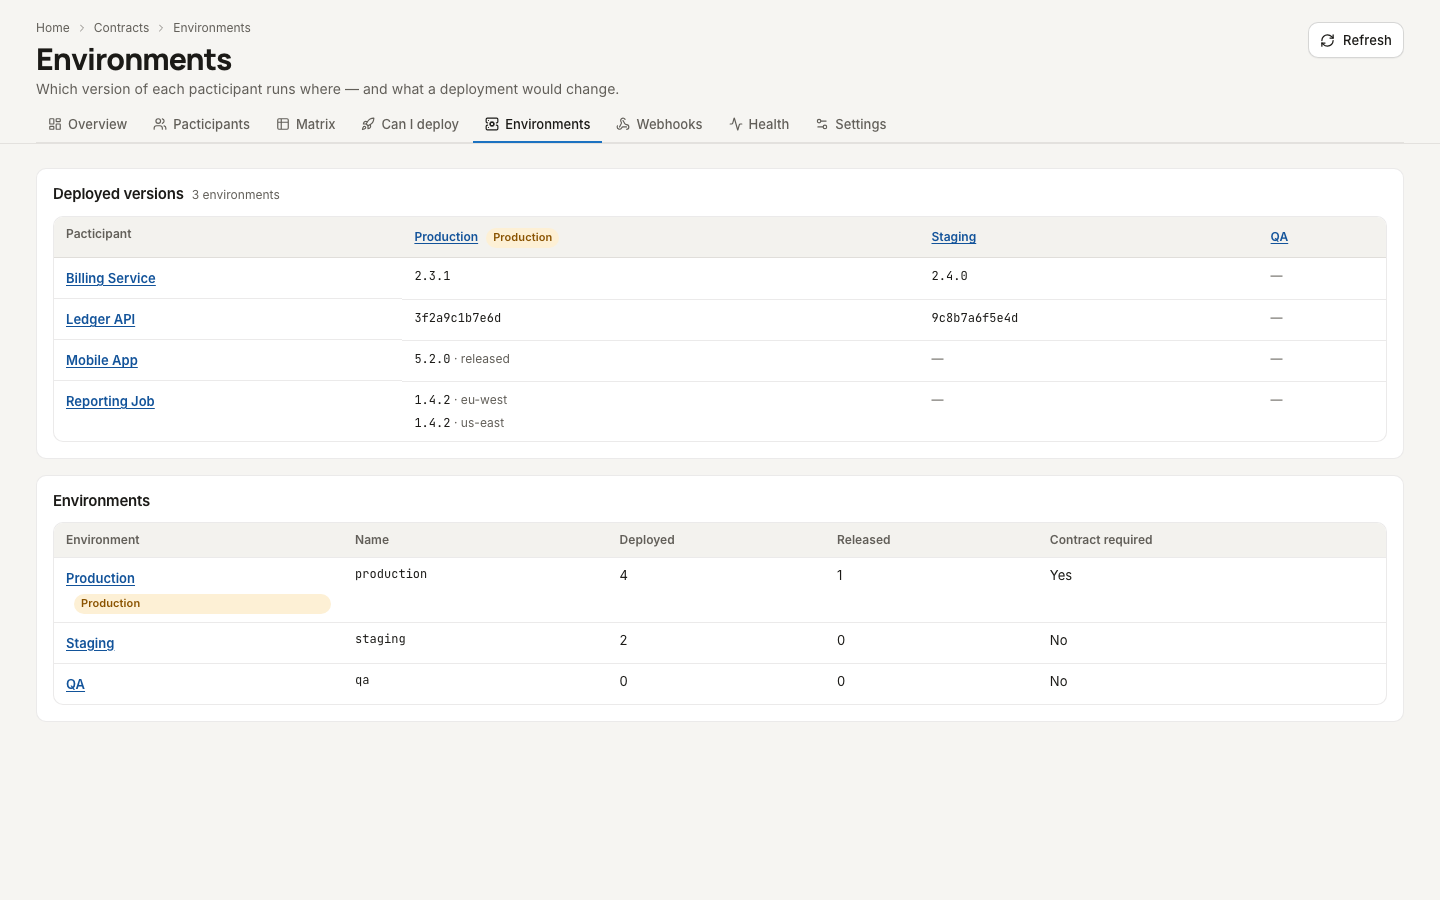 Home > Contracts > Environments
Environments
Which version of each pacticipant runs where — and what a deployment would change.
Refresh
Overview Pacticipants Matrix Can I deploy Environments Webhooks Health Settings
Deployed versions 3 environments
Pacticipant Production Production Staging QA
Billing Service 2.3.1 2.4.0 —
Ledger API 3f2a9c1b7e6d 9c8b7a6f5e4d —
Mobile App 5.2.0 · released — —
Reporting Job 1.4.2 · eu-west — —
1.4.2 · us-east
Environments
Environment Name Deployed Released Contract required
Production production 4 1 Yes
Production
Staging staging 2 0 No
QA qa 0 0 No